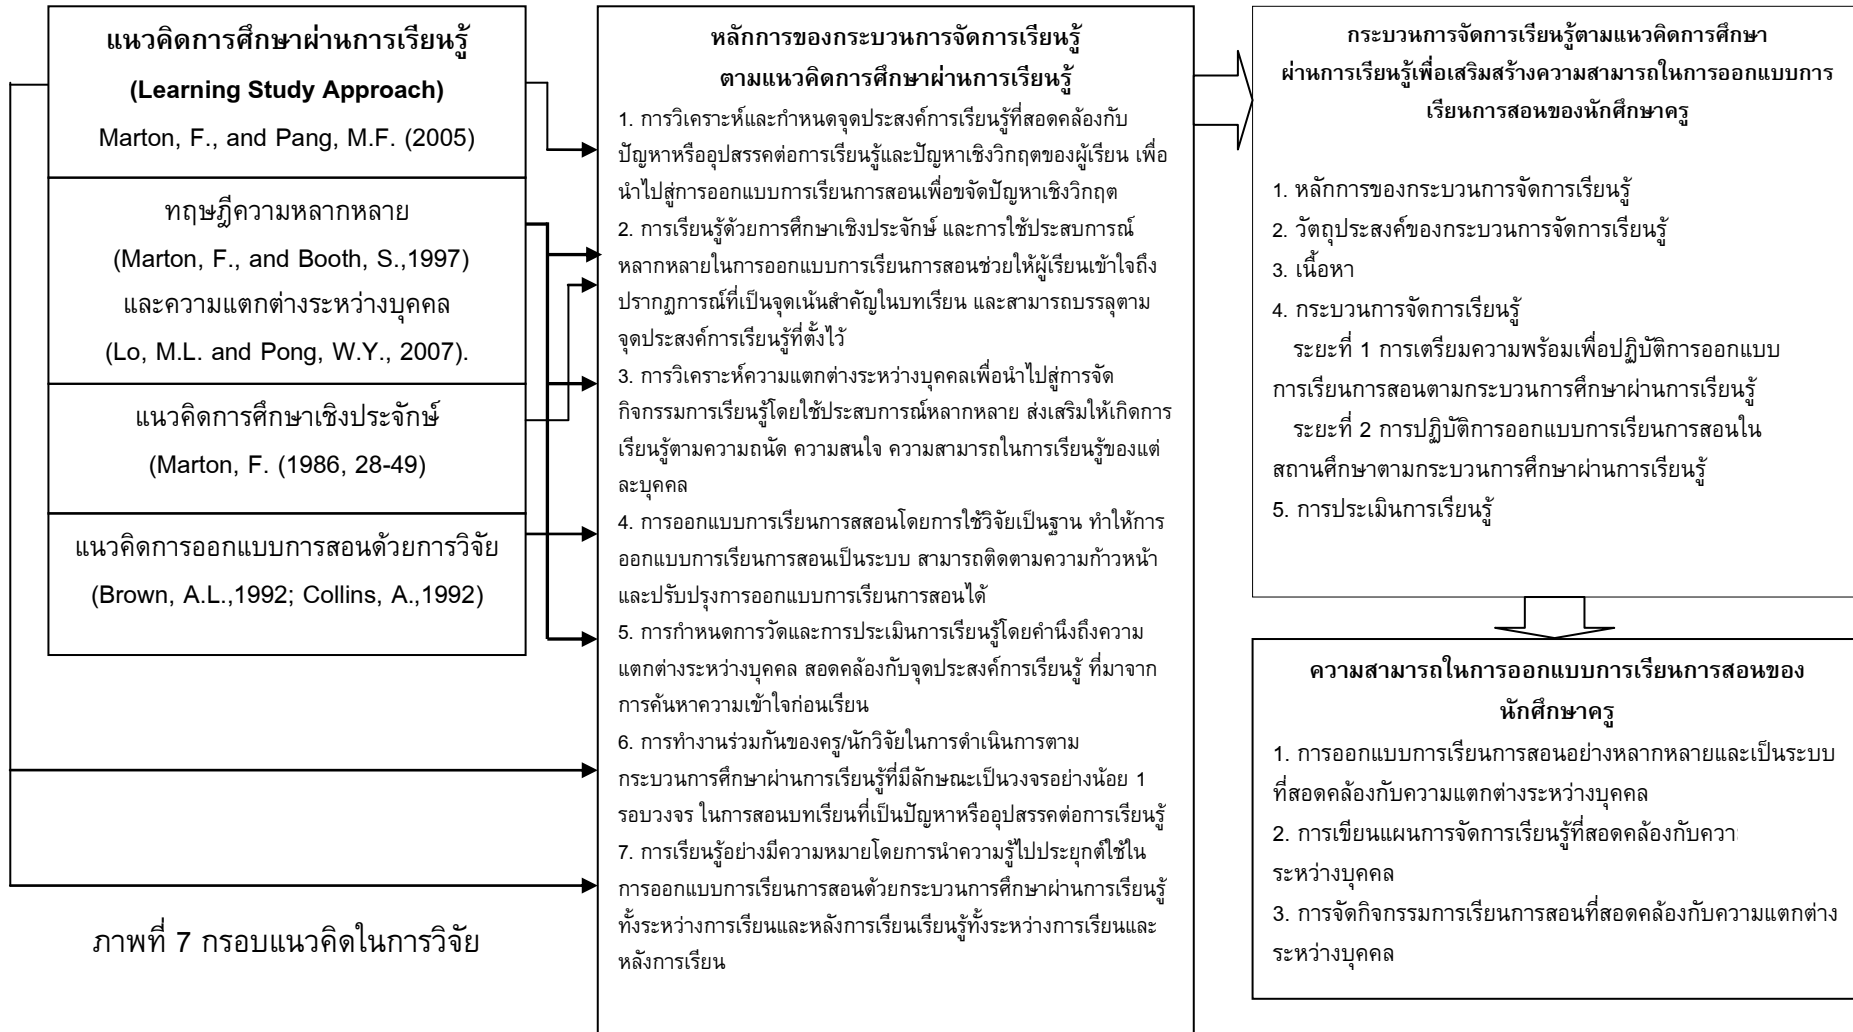 แนวคิดการศึกษาผ่านการเรียนรู้
(Learning Study Approach)
Marton, F., and Pang, M.F. (2005)
ทฤษฎีความหลากหลาย
(Marton, F., and Booth, S.,1997)
และความแตกต่างระหว่างบุคคล
(Lo, M.L. and Pong, W.Y., 2007).
แนวคิดการศึกษาเชิงประจักษ์
(Marton, F. (1986, 28-49)
แนวคิดการออกแบบการสอนด้วยการวิจัย
(Brown, A.L.,1992; Collins, A.,1992)
ภาพที่ 7 กรอบแนวคิดในการวิจัย
หลักการของกระบวนการจัดการเรียนรู้
ตามแนวคิดการศึกษาผ่านการเรียนรู้
1. การวิเคราะห์และกำหนดจุดประสงค์การเรียนรู้ที่สอดคล้องกับ
ปัญหาหรืออุปสรรคต่อการเรียนรู้และปัญหาเชิงวิกฤตของผู้เรียน เพื่อ
นำไปสู่การออกแบบการเรียนการสอนเพื่อขจัดปัญหาเชิงวิกฤต
2. การเรียนรู้ด้วยการศึกษาเชิงประจักษ์ และการใช้ประสบการณ์
หลากหลายในการออกแบบการเรียนการสอนช่วยให้ผู้เรียนเข้าใจถึง
ปรากฏการณ์ที่เป็นจุดเน้นสำคัญในบทเรียน และสามารถบรรลุตาม
จุดประสงค์การเรียนรู้ที่ตั้งไว้
3. การวิเคราะห์ความแตกต่างระหว่างบุคคลเพื่อนำไปสู่การจัด
กิจกรรมการเรียนรู้โดยใช้ประสบการณ์หลากหลาย ส่งเสริมให้เกิดการ
เรียนรู้ตามความถนัด ความสนใจ ความสามารถในการเรียนรู้ของแต่
ละบุคคล
4. การออกแบบการเรียนการสสอนโดยการใช้วิจัยเป็นฐาน ทำให้การ
ออกแบบการเรียนการสอนเป็นระบบ สามารถติดตามความก้าวหน้า
และปรับปรุงการออกแบบการเรียนการสอนได้
5. การกำหนดการวัดและการประเมินการเรียนรู้โดยคำนึงถึงความ
แตกต่างระหว่างบุคคล สอดคล้องกับจุดประสงค์การเรียนรู้ ที่มาจาก
การค้นหาความเข้าใจก่อนเรียน
6. การทำงานร่วมกันของครู/นักวิจัยในการดำเนินการตาม
กระบวนการศึกษาผ่านการเรียนรู้ที่มีลักษณะเป็นวงจรอย่างน้อย 1
รอบวงจร ในการสอนบทเรียนที่เป็นปัญหาหรืออุปสรรคต่อการเรียนรู้
7. การเรียนรู้อย่างมีความหมายโดยการนำความรู้ไปประยุกต์ใช้ใน
การออกแบบการเรียนการสอนด้วยกระบวนการศึกษาผ่านการเรียนรู้
ทั้งระหว่างการเรียนและหลังการเรียนเรียนรู้ทั้งระหว่างการเรียนและ
หลังการเรียน
กระบวนการจัดการเรียนรู้ตามแนวคิดการศึกษา
ผ่านการเรียนรู้เพื่อเสริมสร้างความสามารถในการออกแบบการ
เรียนการสอนของนักศึกษาครู
1. หลักการของกระบวนการจัดการเรียนรู้
2. วัตถุประสงค์ของกระบวนการจัดการเรียนรู้
3. เนื้อหา
4. กระบวนการจัดการเรียนรู้
ระยะที่ 1 การเตรียมความพร้อมเพื่อปฏิบัติการออกแบบ
การเรียนการสอนตามกระบวนการศึกษาผ่านการเรียนรู้
ระยะที่ 2 การปฏิบัติการออกแบบการเรียนการสอนใน
สถานศึกษาตามกระบวนการศึกษาผ่านการเรียนรู้
5. การประเมินการเรียนรู้
ความสามารถในการออกแบบการเรียนการสอนของ
นักศึกษาครู
1. การออกแบบการเรียนการสอนอย่างหลากหลายและเป็นระบบ
ที่สอดคล้องกับความแตกต่างระหว่างบุคคล
2. การเขียนแผนการจัดการเรียนรู้ที่สอดคล้องกับ
ระหว่างบุคคล
3. การจัดกิจกรรมการเรียนการสอนที่สอดคล้องกับความแตกต่าง
ระหว่างบุคคล